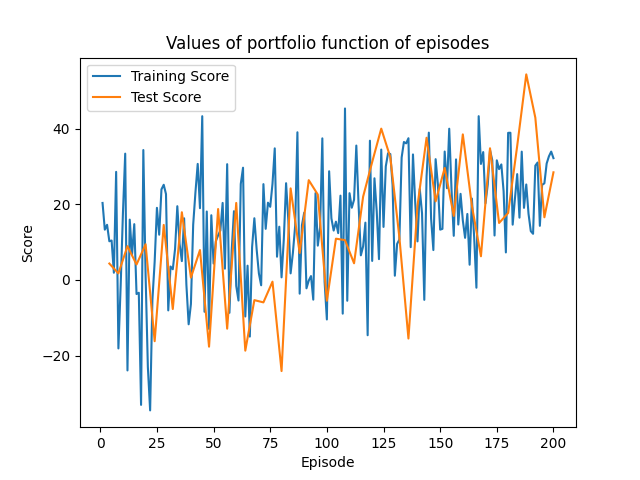 Values of portfolio function of episodes
Training Score
Test Score
Score
40
20
0
−20
0
25
50
75
100
125
150
175
200
Episode